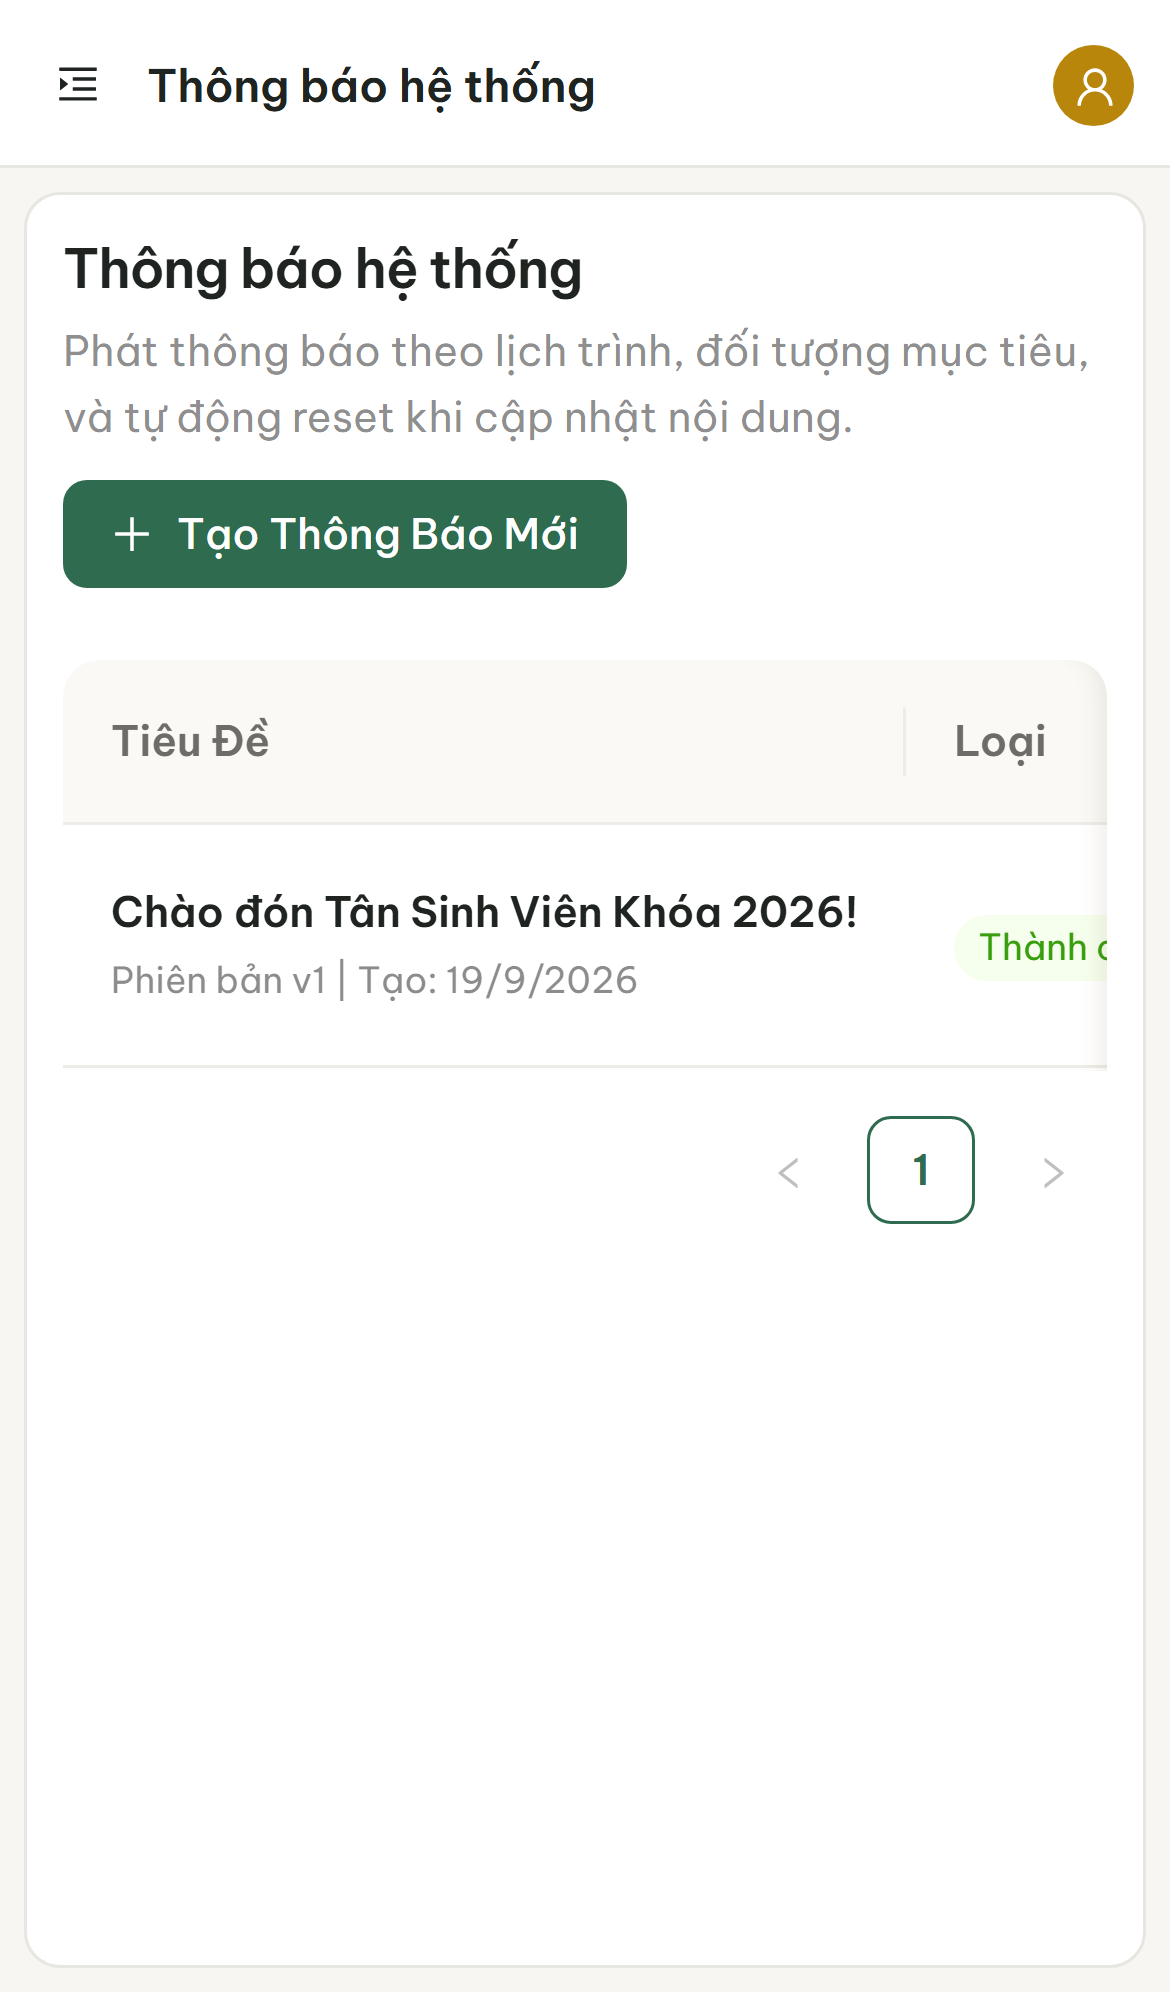 Thông báo hệ thống
Thông báo hệ thống
Phát thông báo theo lịch trình, đối tượng mục tiêu,
và tự động reset khi cập nhật nội dung.
Tạo Thông Báo Mới
Tiêu Đề
Loại
Chào đón Tân Sinh Viên Khóa 2026!
Thành
Phiên bản v1 | Tạo: 19/9/2026
1